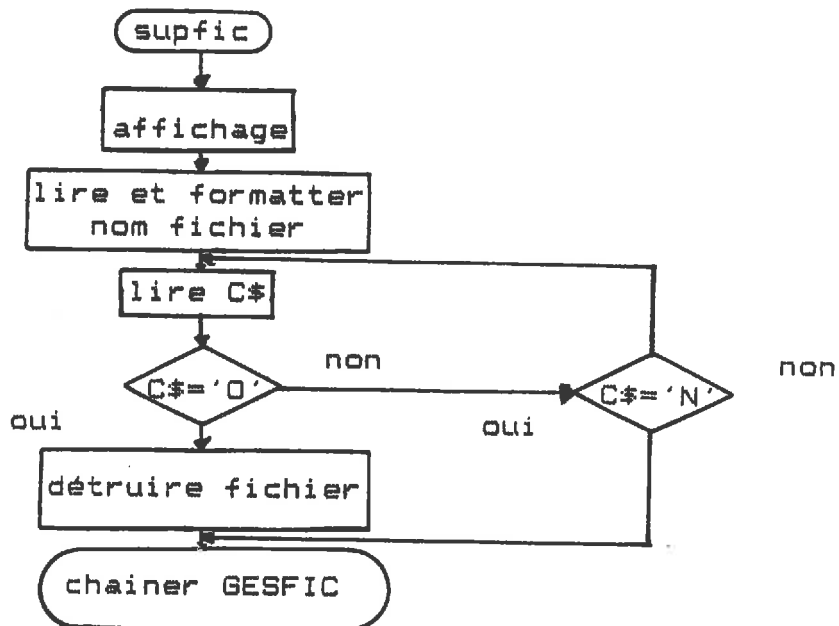 supfic
affichage
lire et formatter
nom fichier
lire C$
C$='O'
non
C$='N'
non
oui
oui
détruire fichier
chainer GESFIC